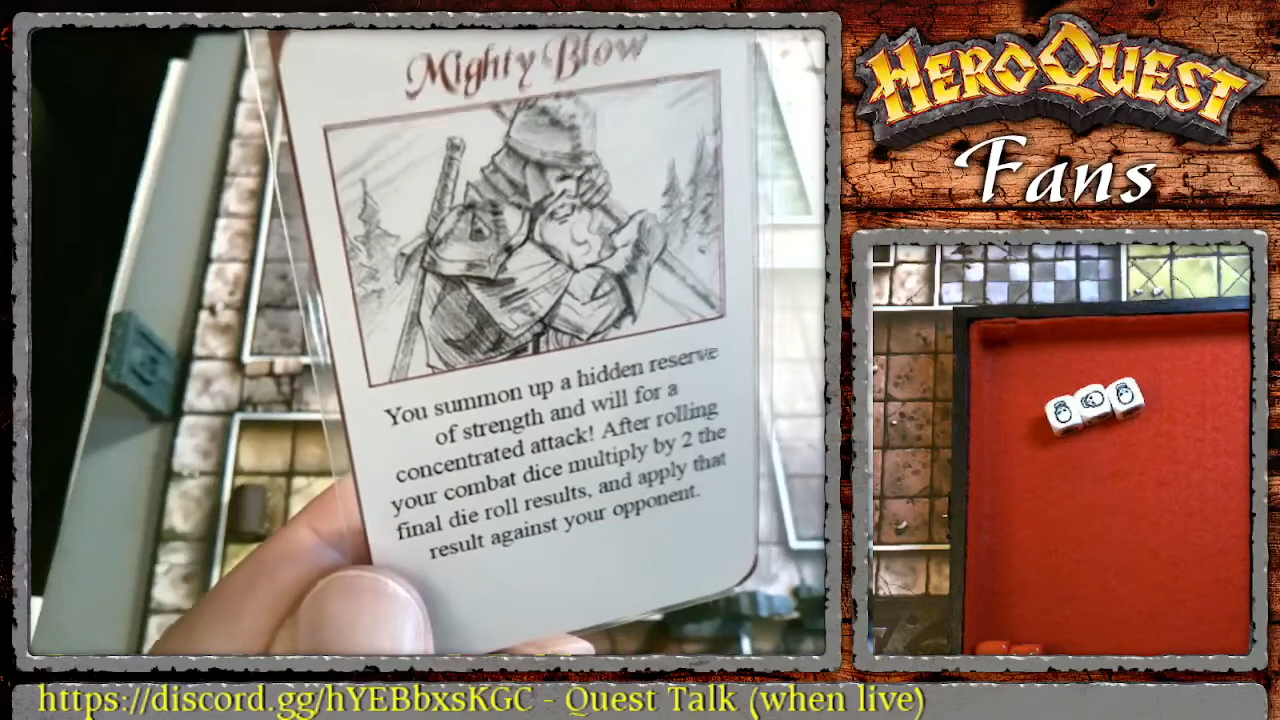 Mighty Blow
You summon up a hidden reserve
of strength and will for a
concentrated attack! After rolling
your combat dice multiply by 2 the
final die roll results, and apply that
result against your opponent.
HEROQUEST
Fans
https://discord.gg/hYEBbxsKGC - Quest Talk (when live)